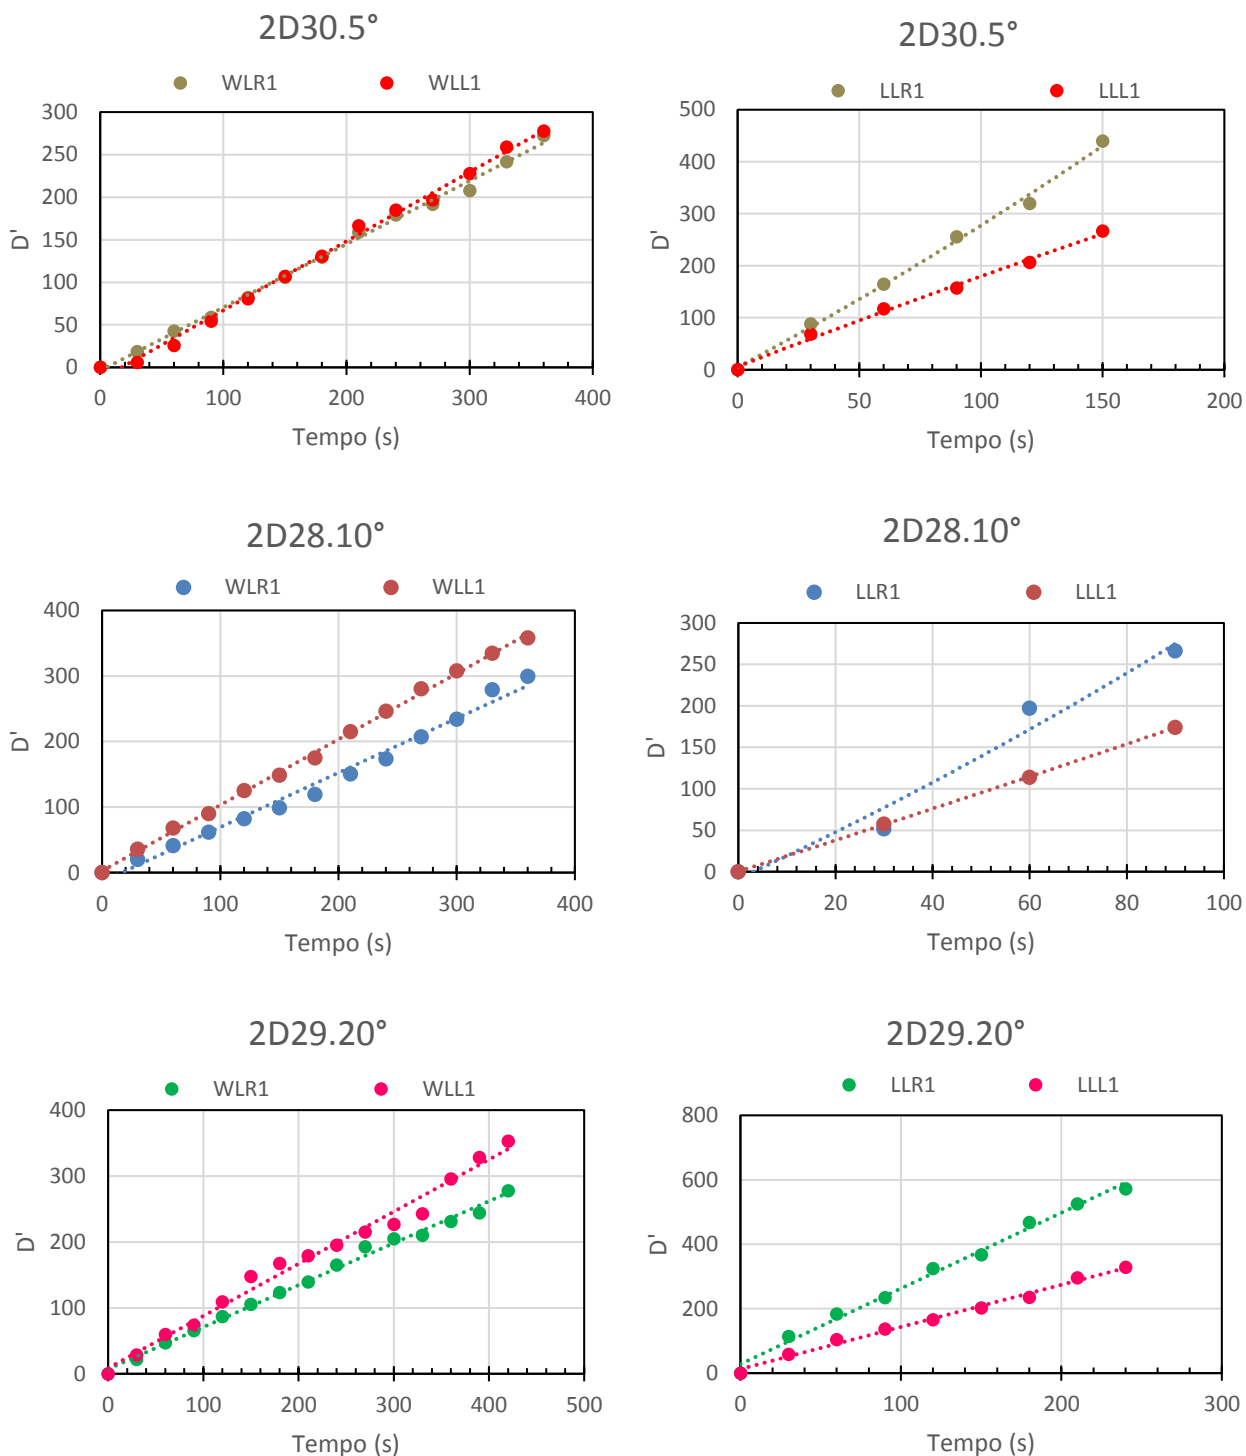 2D30.5°
WLR1 WLL1
300
250
200
150
100
50
0
0 100 200 300 400
D'
Tempo (s)
2D30.5°
LLR1 LLL1
500
400
300
200
100
0
0 50 100 150 200
D'
Tempo (s)
2D28.10°
WLR1 WLL1
400
300
200
100
0
0 100 200 300 400
D'
Tempo (s)
2D28.10°
LLR1 LLL1
300
250
200
150
100
50
0
0 20 40 60 80 100
D'
Tempo (s)
2D29.20°
WLR1 WLL1
400
300
200
100
0
0 100 200 300 400 500
D'
Tempo (s)
2D29.20°
LLR1 LLL1
800
600
400
200
0
0 100 200 300
D'
Tempo (s)